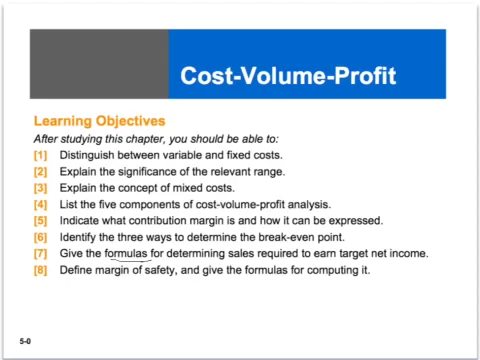 Cost-Volume-Profit
Learning Objectives
After studying this chapter, you should be able to:
[1] Distinguish between variable and fixed costs.
[2] Explain the significance of the relevant range.
[3] Explain the concept of mixed costs.
[4] List the five components of cost-volume-profit analysis.
[5] Indicate what contribution margin is and how it can be expressed.
[6] Identify the three ways to determine the break-even point.
[7] Give the formulas for determining sales required to earn target net income.
[8] Define margin of safety, and give the formulas for computing it.
5-0